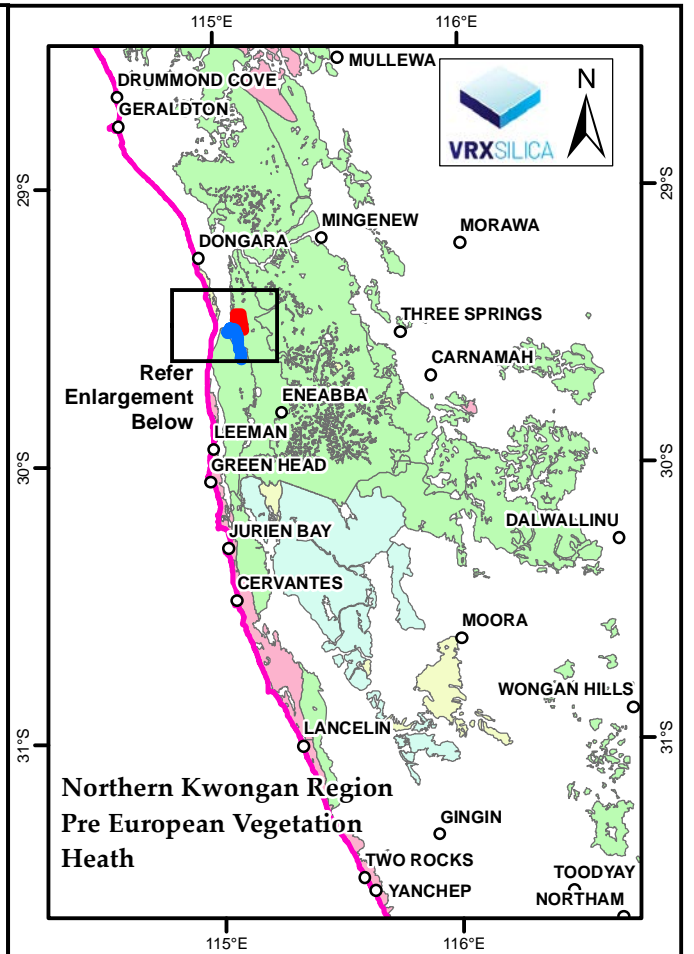 115°E
116°E
MULLEWA
DRUMMOND COVE
GERALDTON
VRXSILICA
N
29°S
29°S
MINGENEW
MORAWA
DONGARA
THREE SPRINGS
CARNAMAH
Refer
Enlargement
Below
ENEABBA
LEEMAN
30°S
30°S
GREEN HEAD
DALWALLINU
JURIEN BAY
CERVANTES
MOORA
WONGAN HILLS
31°S
31°S
LANCELIN
Northern Kwongan Region
Pre European Vegetation
Heath
GINGIN
TWO ROCKS
TOODYAY
YANCHEP
NORTHAM
115°E
116°E